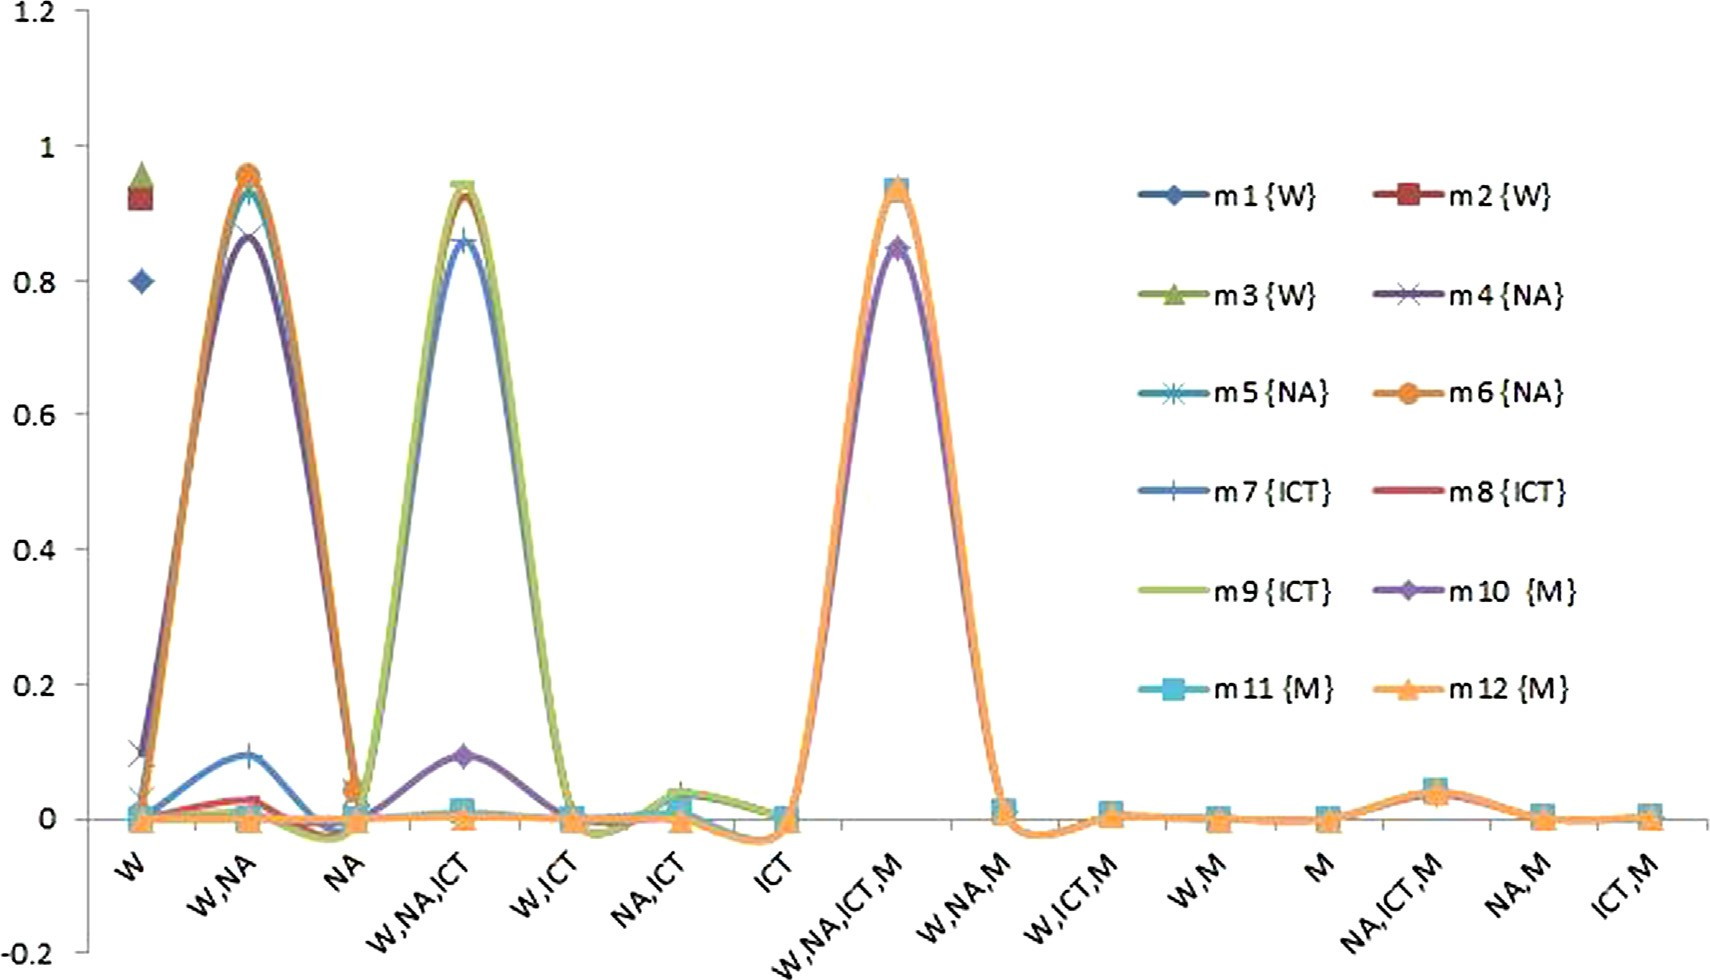 1.2
1
0.8
0.6
0.4
0.2
0
-0.2
m1 {W} m2 {W}
m3 {W} m4 {NA}
m5 {NA} m6 {NA}
m7 {ICT} m8 {ICT}
m9 {ICT} m10 {M}
m11 {M} m12 {M}
W
W,NA
NA
W,NA,ICT
W,ICT
NA,ICT
ICT
W,NA,ICT,M
W,NA,M
W,ICT,M
W,M
M
NA,ICT,M
NA,M
ICT,M